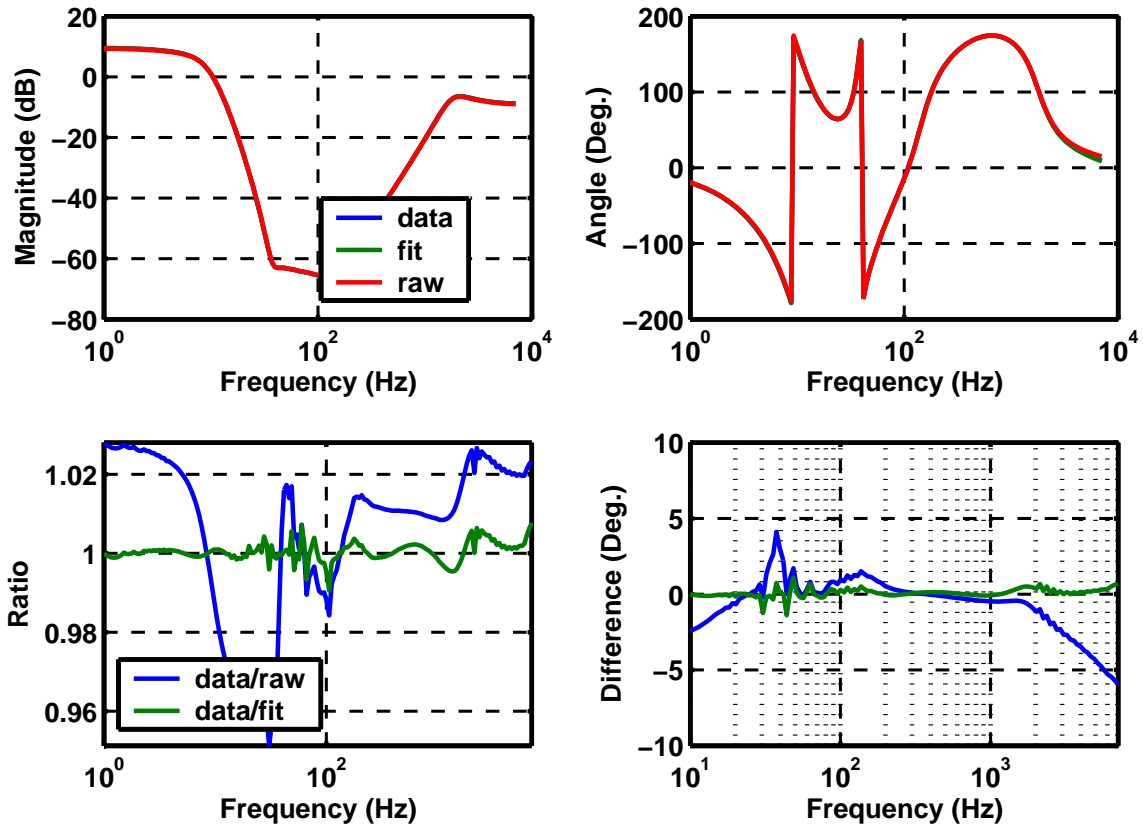 20
0
−20
−40
−60
−80
10^0
10^2
10^4
Magnitude (dB)
Frequency (Hz)
data
fit
raw
200
100
0
−100
−200
10^0
10^2
10^4
Angle (Deg.)
Frequency (Hz)
1.02
1
0.98
0.96
10^0
10^2
Ratio
Frequency (Hz)
data/raw
data/fit
10
5
0
−5
−10
10^1
10^2
10^3
Difference (Deg.)
Frequency (Hz)